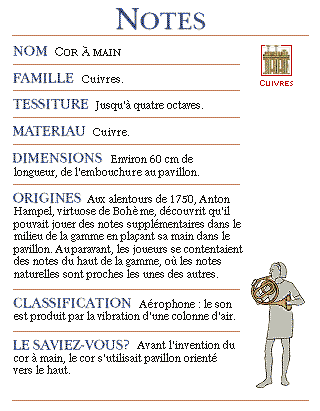 NOTES
NOM COR À MAIN
CUIVRES
FAMILLE Cuivres.
TESSITURE Jusqu'à quatre octaves.
MATERIAU Cuivre.
DIMENSIONS Environ 60 cm de
longueur, de l'embouchure au pavillon.
ORIGINES Aux alentours de 1750, Anton
Hampel, virtuose de Bohème, découvrit qu'il
pouvait jouer des notes supplémentaires dans le
milieu de la gamme en plaçant sa main dans le
pavillon. Auparavant, les joueurs se contentaient
des notes du haut de la gamme, où les notes
naturelles sont proches les unes des autres.
CLASSIFICATION Aérophone : le son
est produit par la vibration d'une colonne d'air.
LE SAVIEZ-VOUS? Avant l'invention du
cor à main, le cor s'utilisait pavillon orienté
vers le haut.